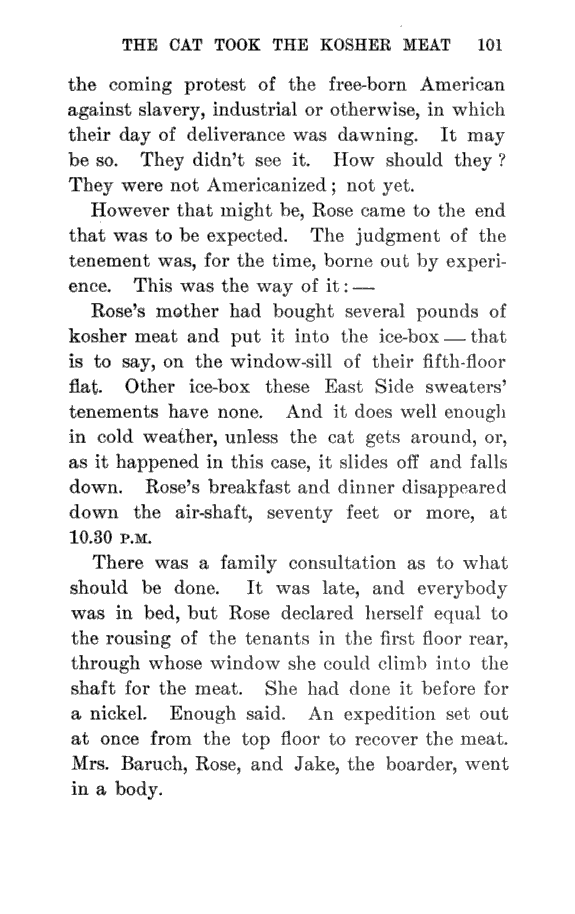 THE CAT TOOK THE KOSHER MEAT 101
the coming protest of the free-born American
against slavery, industrial or otherwise, in which
their day of deliverance was dawning. It may
be so. They didn't see it. How should they?
They were not Americanized; not yet.
However that might be, Rose came to the end
that was to be expected. The judgment of the
tenement was, for the time, borne out by experi-
ence. This was the way of it:—
Rose's mother had bought several pounds of
kosher meat and put it into the ice-box — that
is to say, on the window-sill of their fifth-floor
flat. Other ice-box these East Side sweaters'
tenements have none. And it does well enough
in cold weather, unless the cat gets around, or,
as it happened in this case, it slides off and falls
down. Rose's breakfast and dinner disappeared
down the air-shaft, seventy feet or more, at
10.30 P.M.
There was a family consultation as to what
should be done. It was late, and everybody
was in bed, but Rose declared herself equal to
the rousing of the tenants in the first floor rear,
through whose window she could climb into the
shaft for the meat. She had done it before for
a nickel. Enough said. An expedition set out
at once from the top floor to recover the meat.
Mrs. Baruch, Rose, and Jake, the boarder, went
in a body.